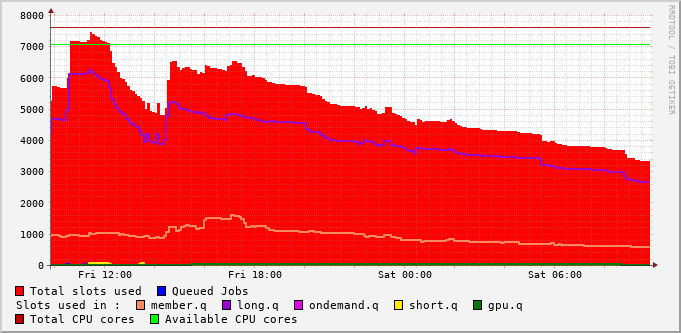 RRDTOOL / TOBI OETIKER
8000
7000
6000
5000
4000
3000
2000
1000
0
Fri 12:00 Fri 18:00 Sat 00:00 Sat 06:00
Total slots used Queued Jobs
Slots used in : member.q long.q ondemand.q short.q gpu.q
Total CPU cores Available CPU cores